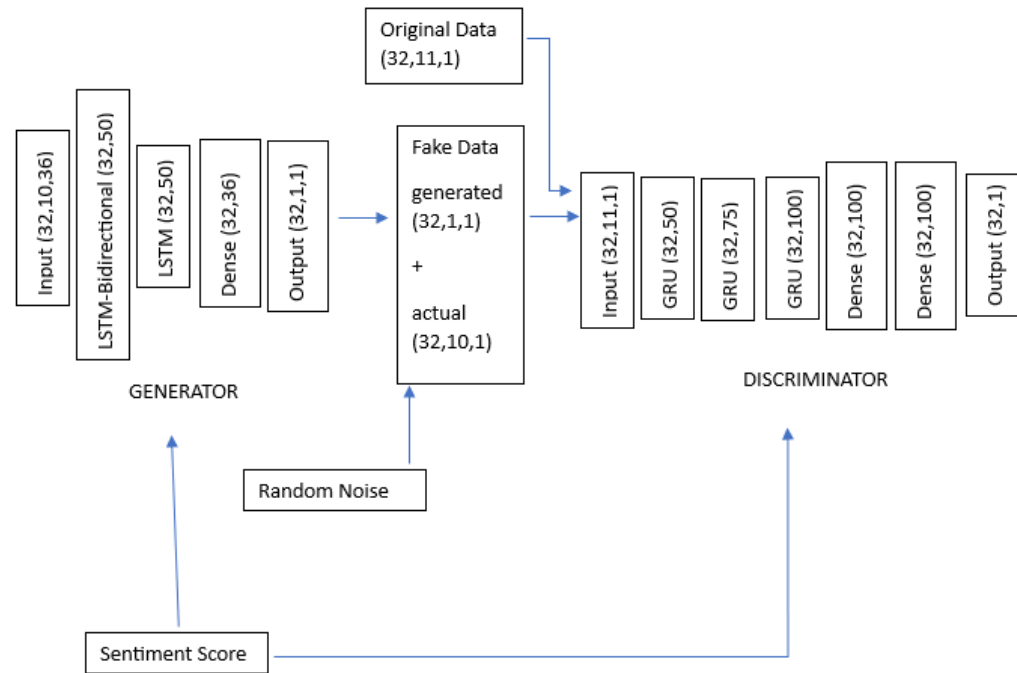 Original Data
(32,11,1)
Input (32,10,36)
LSTM-Bidirectional (32,50)
LSTM (32,50)
Dense (32,36)
Output (32,1,1)
Fake Data
generated
(32,1,1)
+
actual
(32,10,1)
Input (32,11,1)
GRU (32,50)
GRU (32,75)
GRU (32,100)
Dense (32,100)
Dense (32,100)
Output (32,1)
GENERATOR
DISCRIMINATOR
Random Noise
Sentiment Score